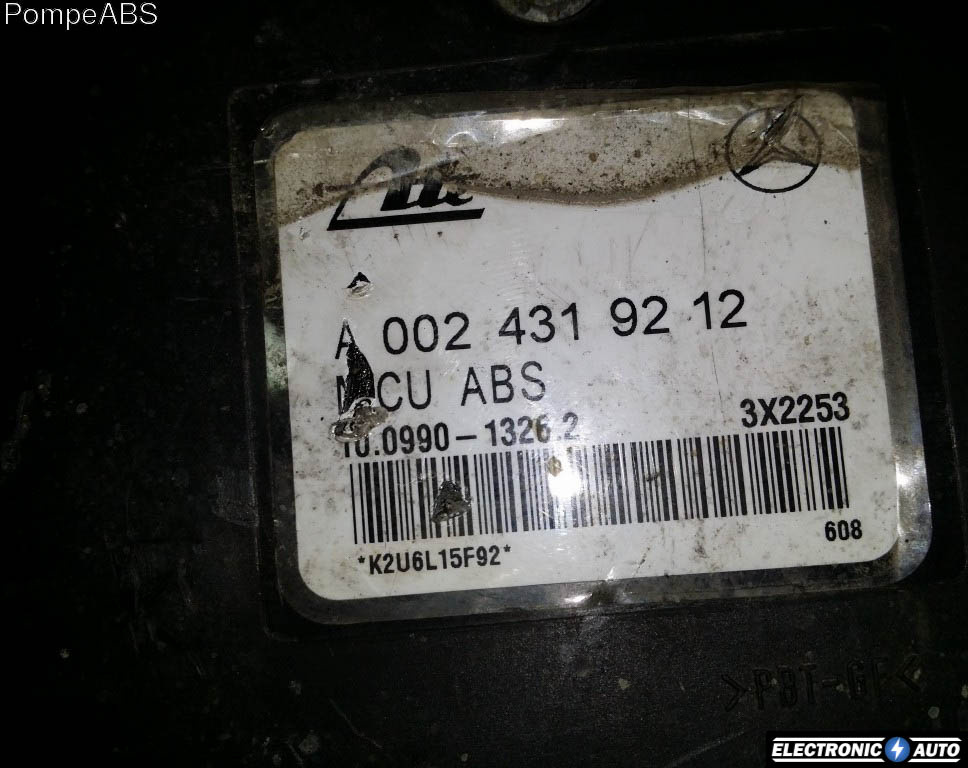 PompeABS
Ate
A 002 431 92 12
CU ABS
10.0990-1326.2
3X2253
608
*K2U6L15F92*
>PBT-GF<
ELECTRONIC AUTO